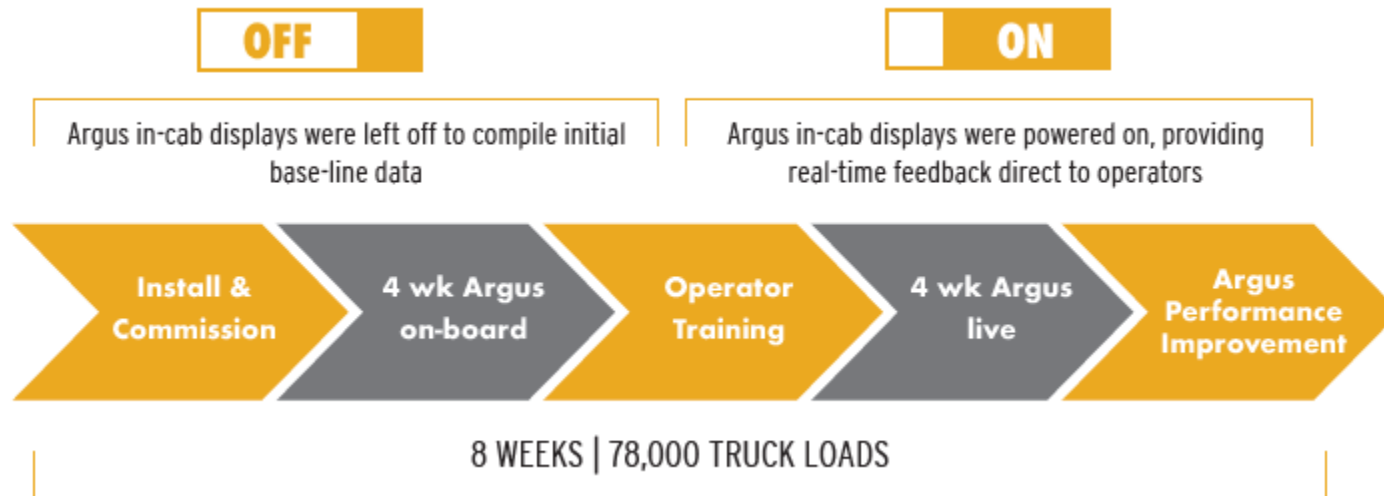 OFF
ON
Argus in-cab displays were left off to compile initial
base-line data
Argus in-cab displays were powered on, providing
real-time feedback direct to operators
Install &
Commission
4 wk Argus
on-board
Operator
Training
4 wk Argus
live
Argus
Performance
Improvement
8 WEEKS | 78,000 TRUCK LOADS